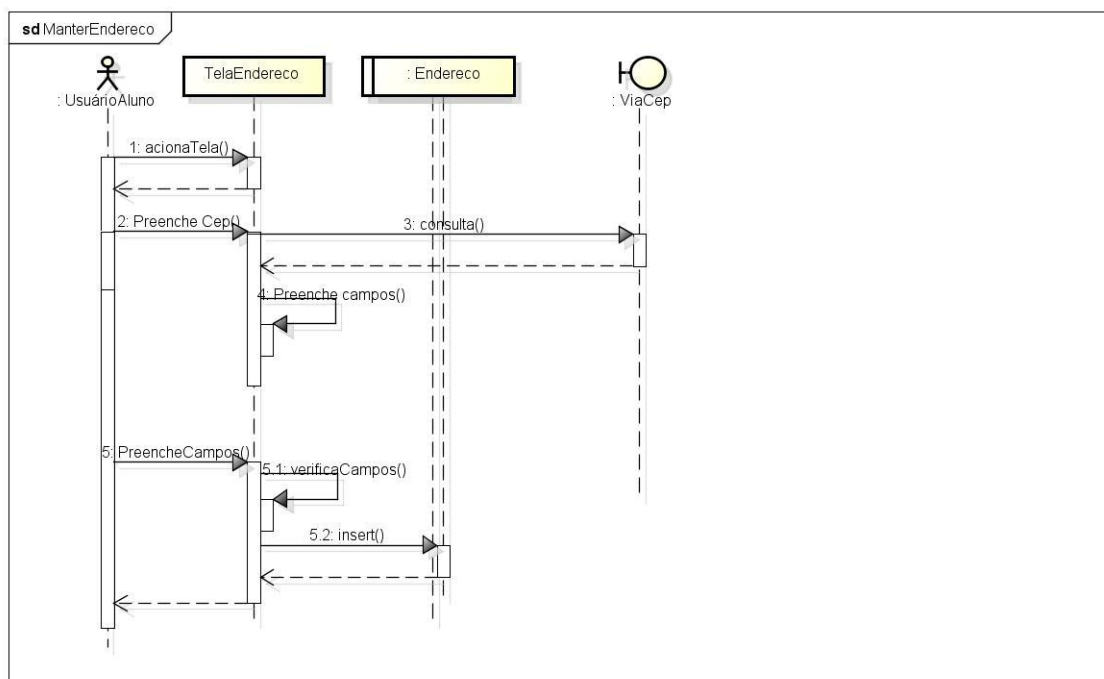 sd ManterEndereco
TelaEndereco
: Endereco
: UsuárioAluno
: ViaCep
1: acionaTela()
2: Preenche Cep()
3: consulta()
4: Preenche campos()
5: PreencheCampos()
5.1: verificaCampos()
5.2: insert()